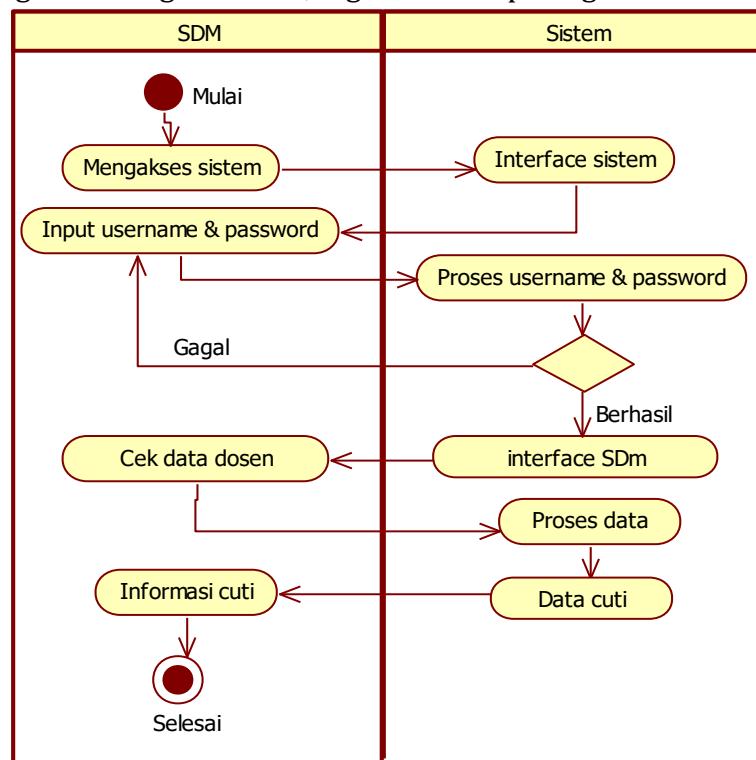 SDM
Sistem
Mulai
Mengakses sistem
Interface sistem
Input username & password
Proses username & password
Gagal
Berhasil
Cek data dosen
interface SDm
Proses data
Informasi cuti
Data cuti
Selesai